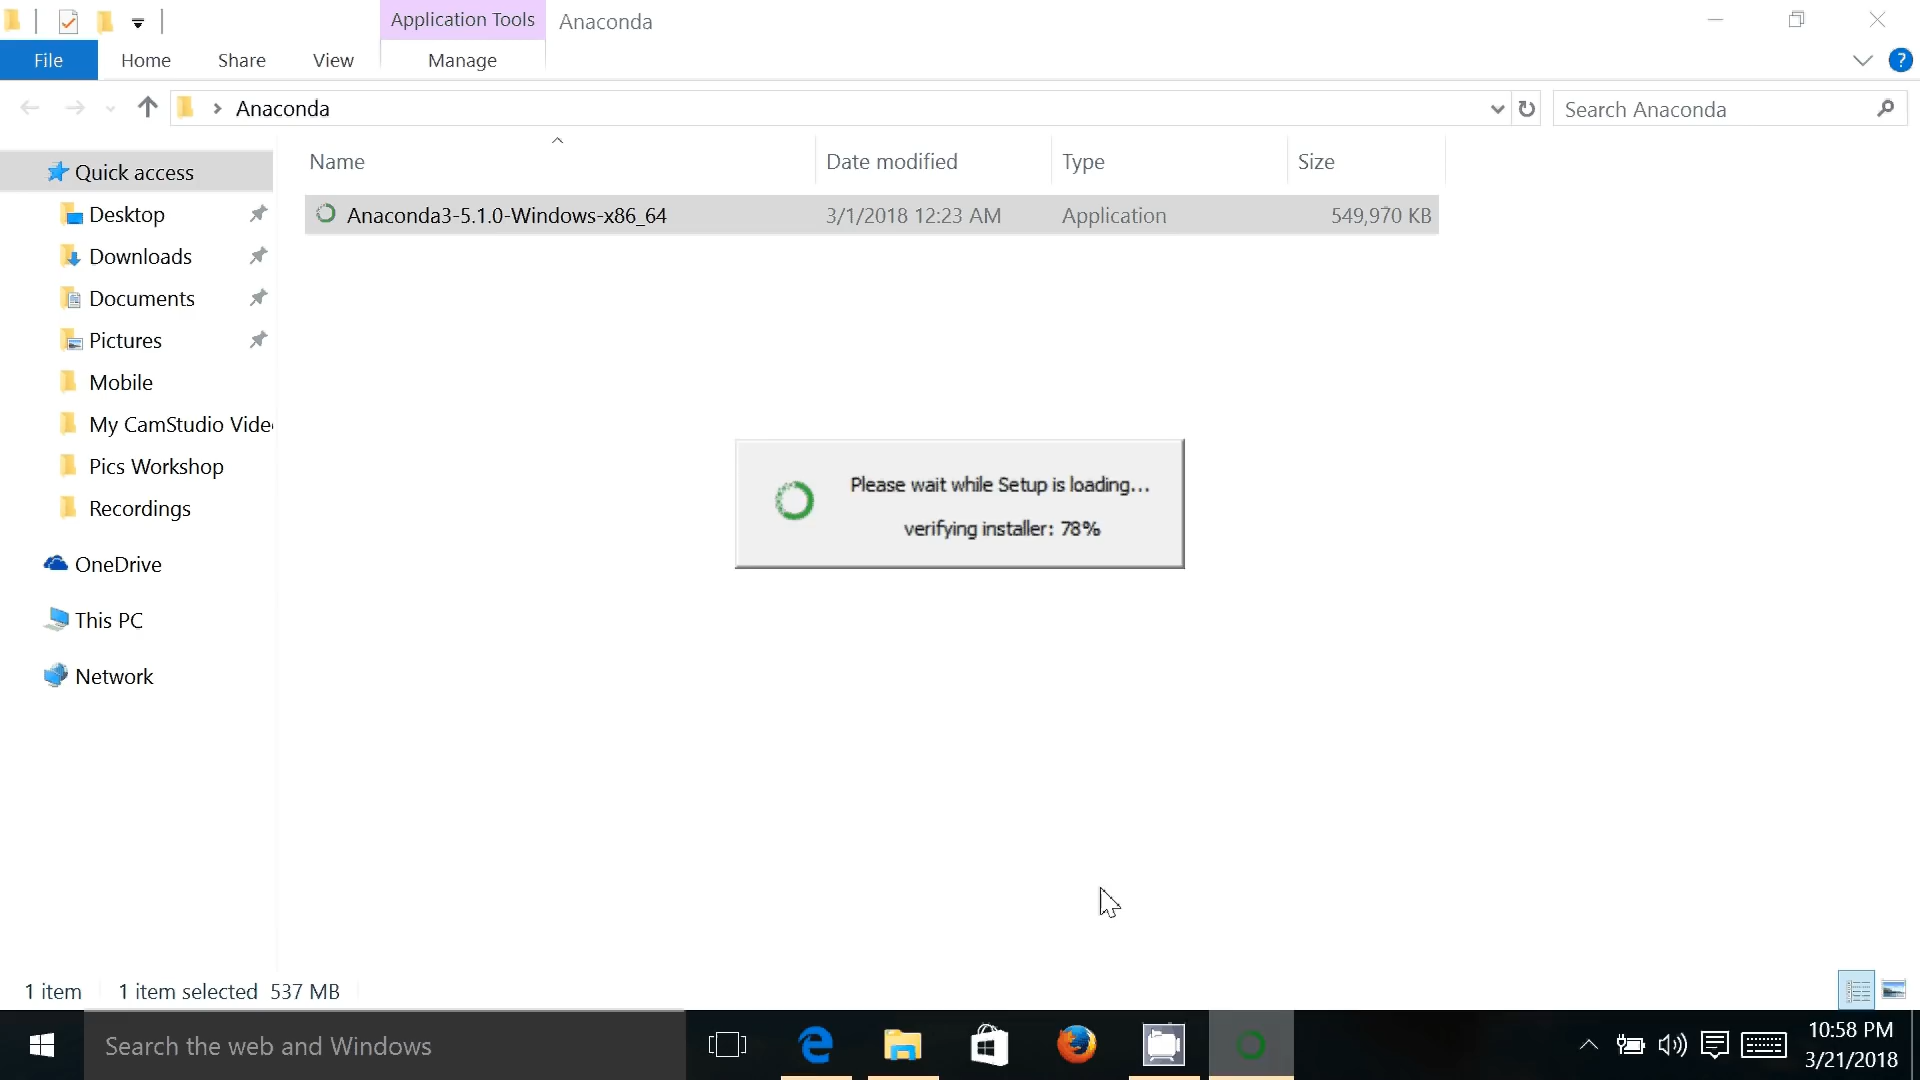 Application Tools
Anaconda
File
Home
Share
View
Manage
?
Anaconda
Search Anaconda
Name
Date modified
Type
Size
Quick access
Anaconda3-5.1.0-Windows-x86_64
3/1/2018 12:23 AM
Application
549,970 KB
Desktop
Downloads
Documents
Pictures
Mobile
My CamStudio Vide
Pics Workshop
Recordings
OneDrive
This PC
Network
Please wait while Setup is loading...
verifying installer: 78%
1 item
1 item selected 537 MB
Search the web and Windows
10:58 PM
3/21/2018